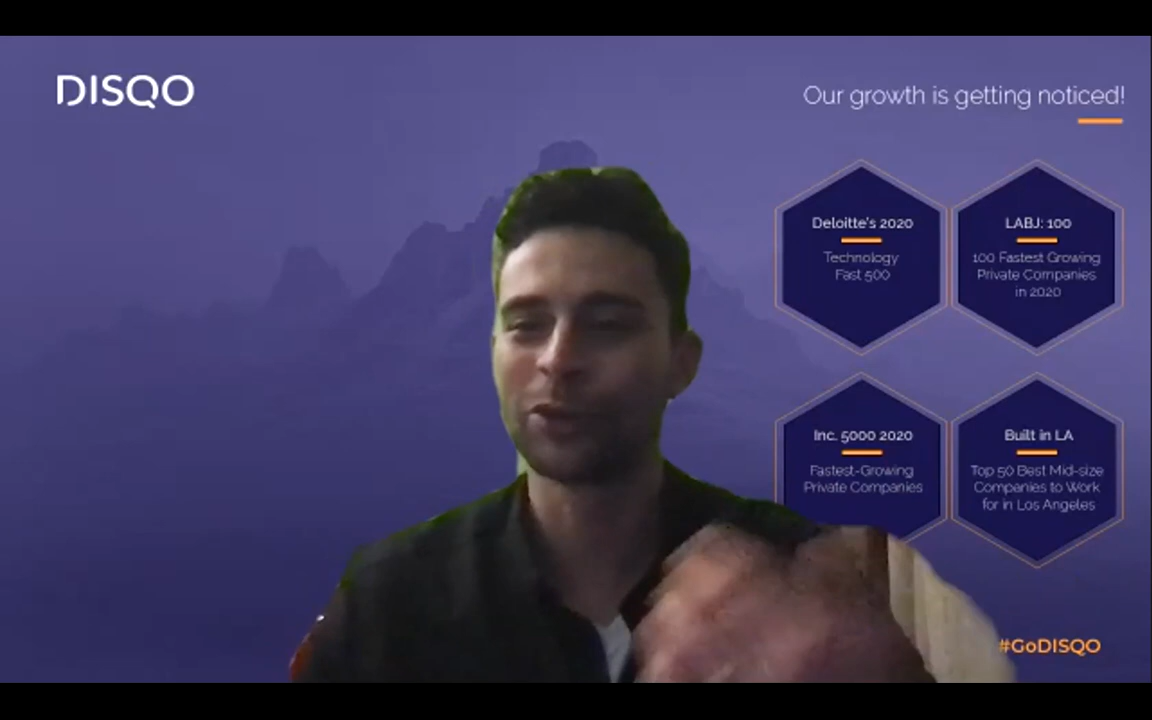 DISQO
Our growth is getting noticed!
Deloitte's 2020
Technology
Fast 500
LABJ: 100
100 Fastest Growing
Private Companies
in 2020
Inc. 5000 2020
Fastest-Growing
Private Companies
Built in LA
Top 50 Best Mid-size
Companies to Work
for in Los Angeles
#GoDISQO